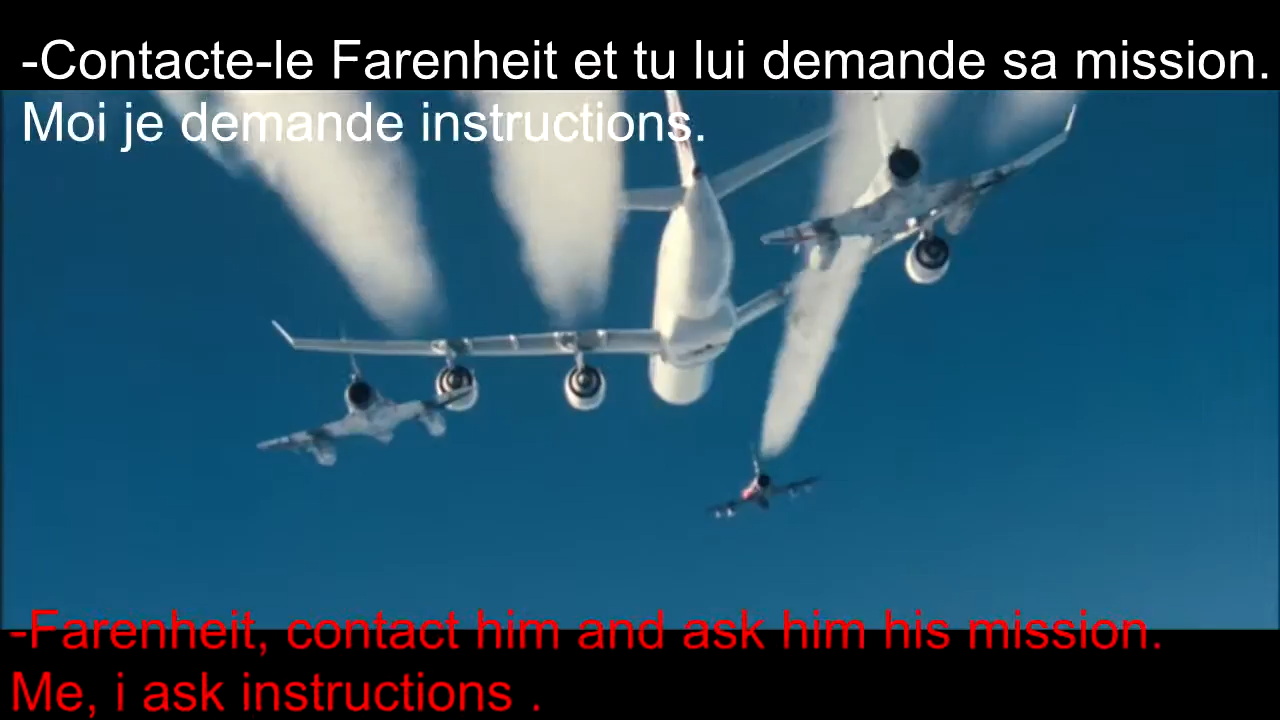 -Contacte-le Farenheit et tu lui demande sa mission.
Moi je demande instructions.
-Farenheit, contact him and ask him his mission.
Me, i ask instructions .